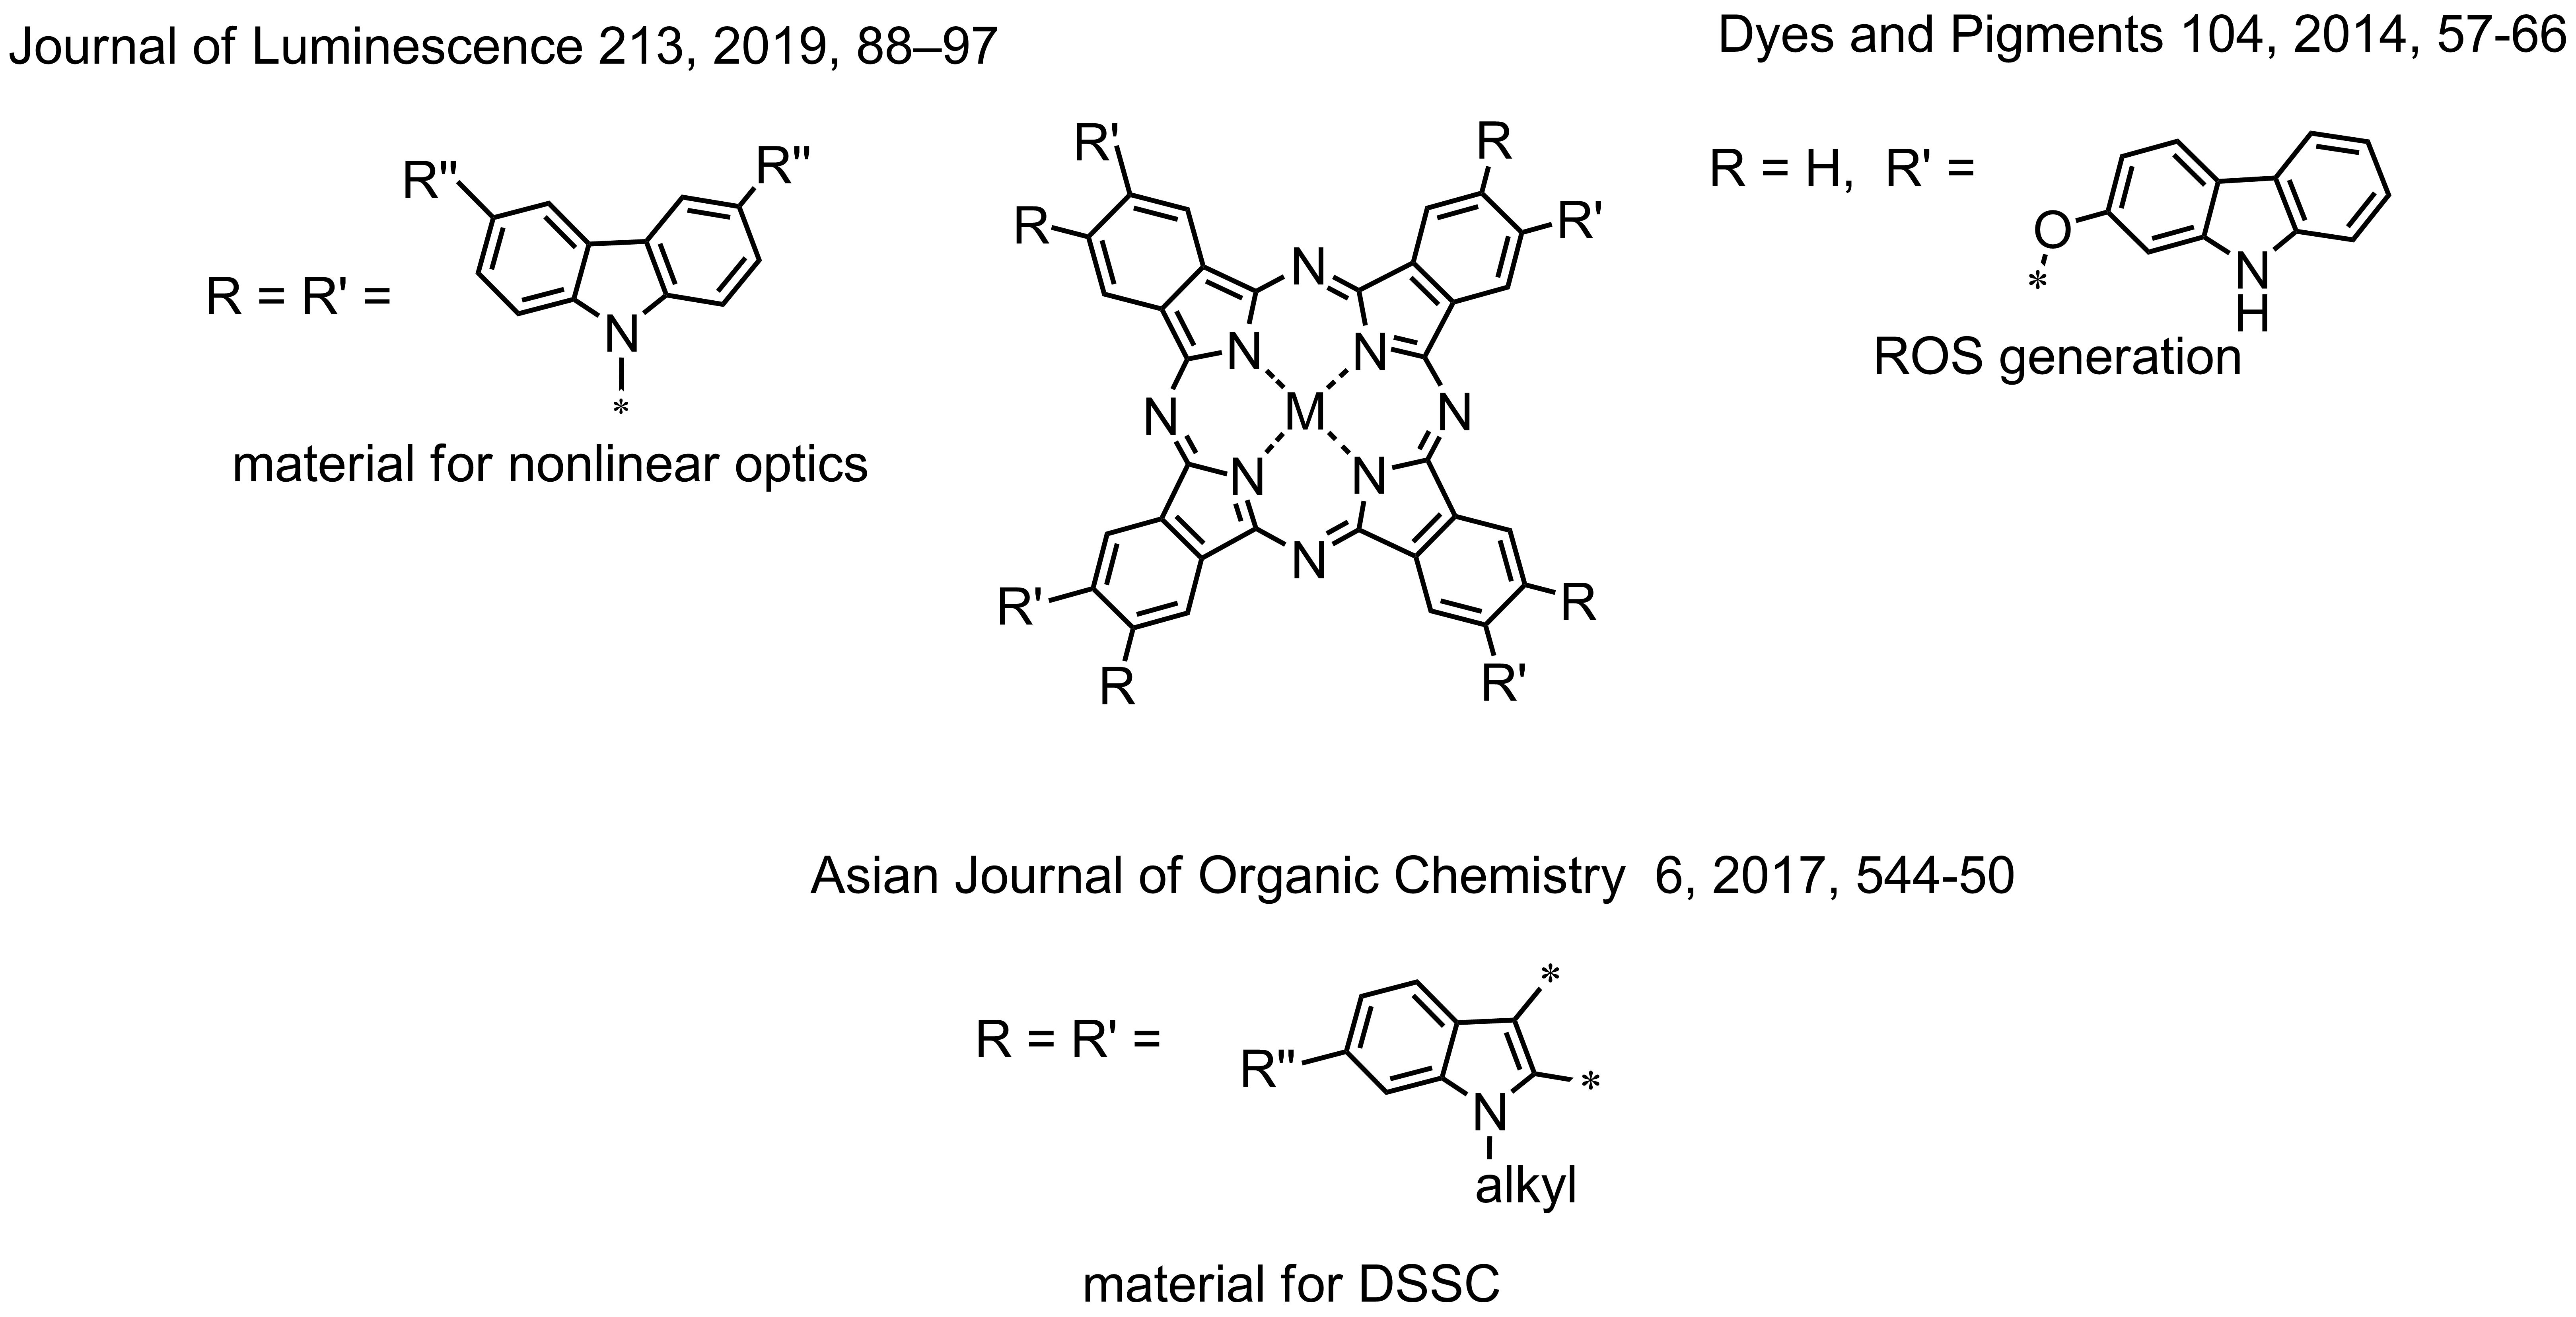 Journal of Luminescence 213, 2019, 88–97
Dyes and Pigments 104, 2014, 57-66
R'
R
R
R'
R"
R"
R = R' =
N
*
material for nonlinear optics
N
N
N
N
M
N
N
N
N
R'
R
R
R'
R = H, R' =
O
*
N
H
ROS generation
Asian Journal of Organic Chemistry 6, 2017, 544-50
R = R' =
R"
*
*
N
alkyl
material for DSSC